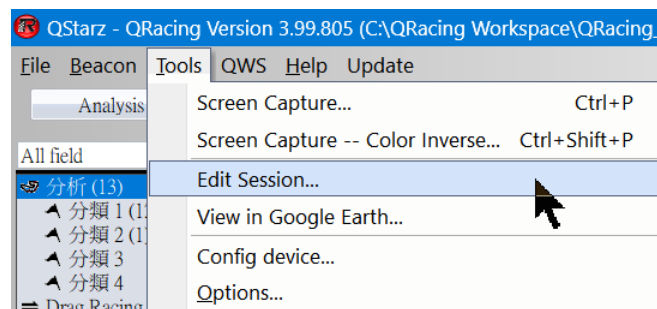 QStarz - QRacing Version 3.99.805 (C:\QRacing Workspace\QRacing_
File Beacon Tools QWS Help Update
Analysis
Screen Capture... Ctrl+P
Screen Capture -- Color Inverse... Ctrl+Shift+P
All field
Edit Session...
分析 (13)
分類 1 (1
View in Google Earth...
分類 2 (1
分類 3
Config device...
分類 4
Options...
Drag Racing